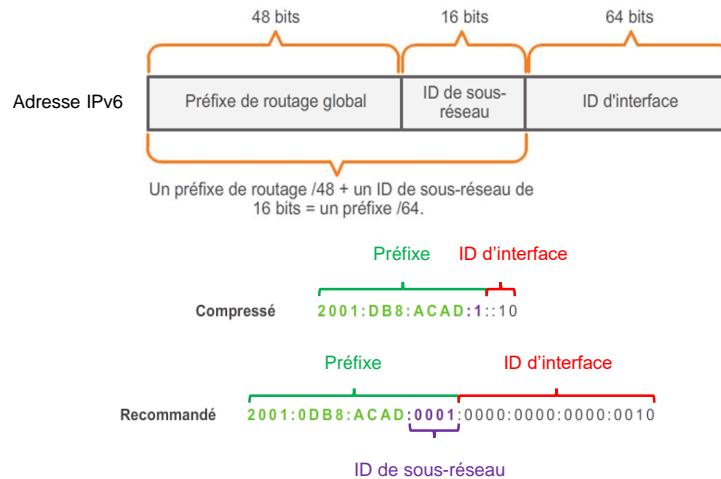 48 bits
16 bits
64 bits
Adresse IPv6
Préfixe de routage global
ID de sous-
réseau
ID d'interface
Un préfixe de routage /48 + un ID de sous-réseau de
16 bits = un préfixe /64.
Préfixe
ID d’interface
Compressé
2001:DB8:ACAD:1::10
Préfixe
ID d’interface
Recommandé
2001:0DB8:ACAD:0001:0000:0000:0000:0010
ID de sous-réseau